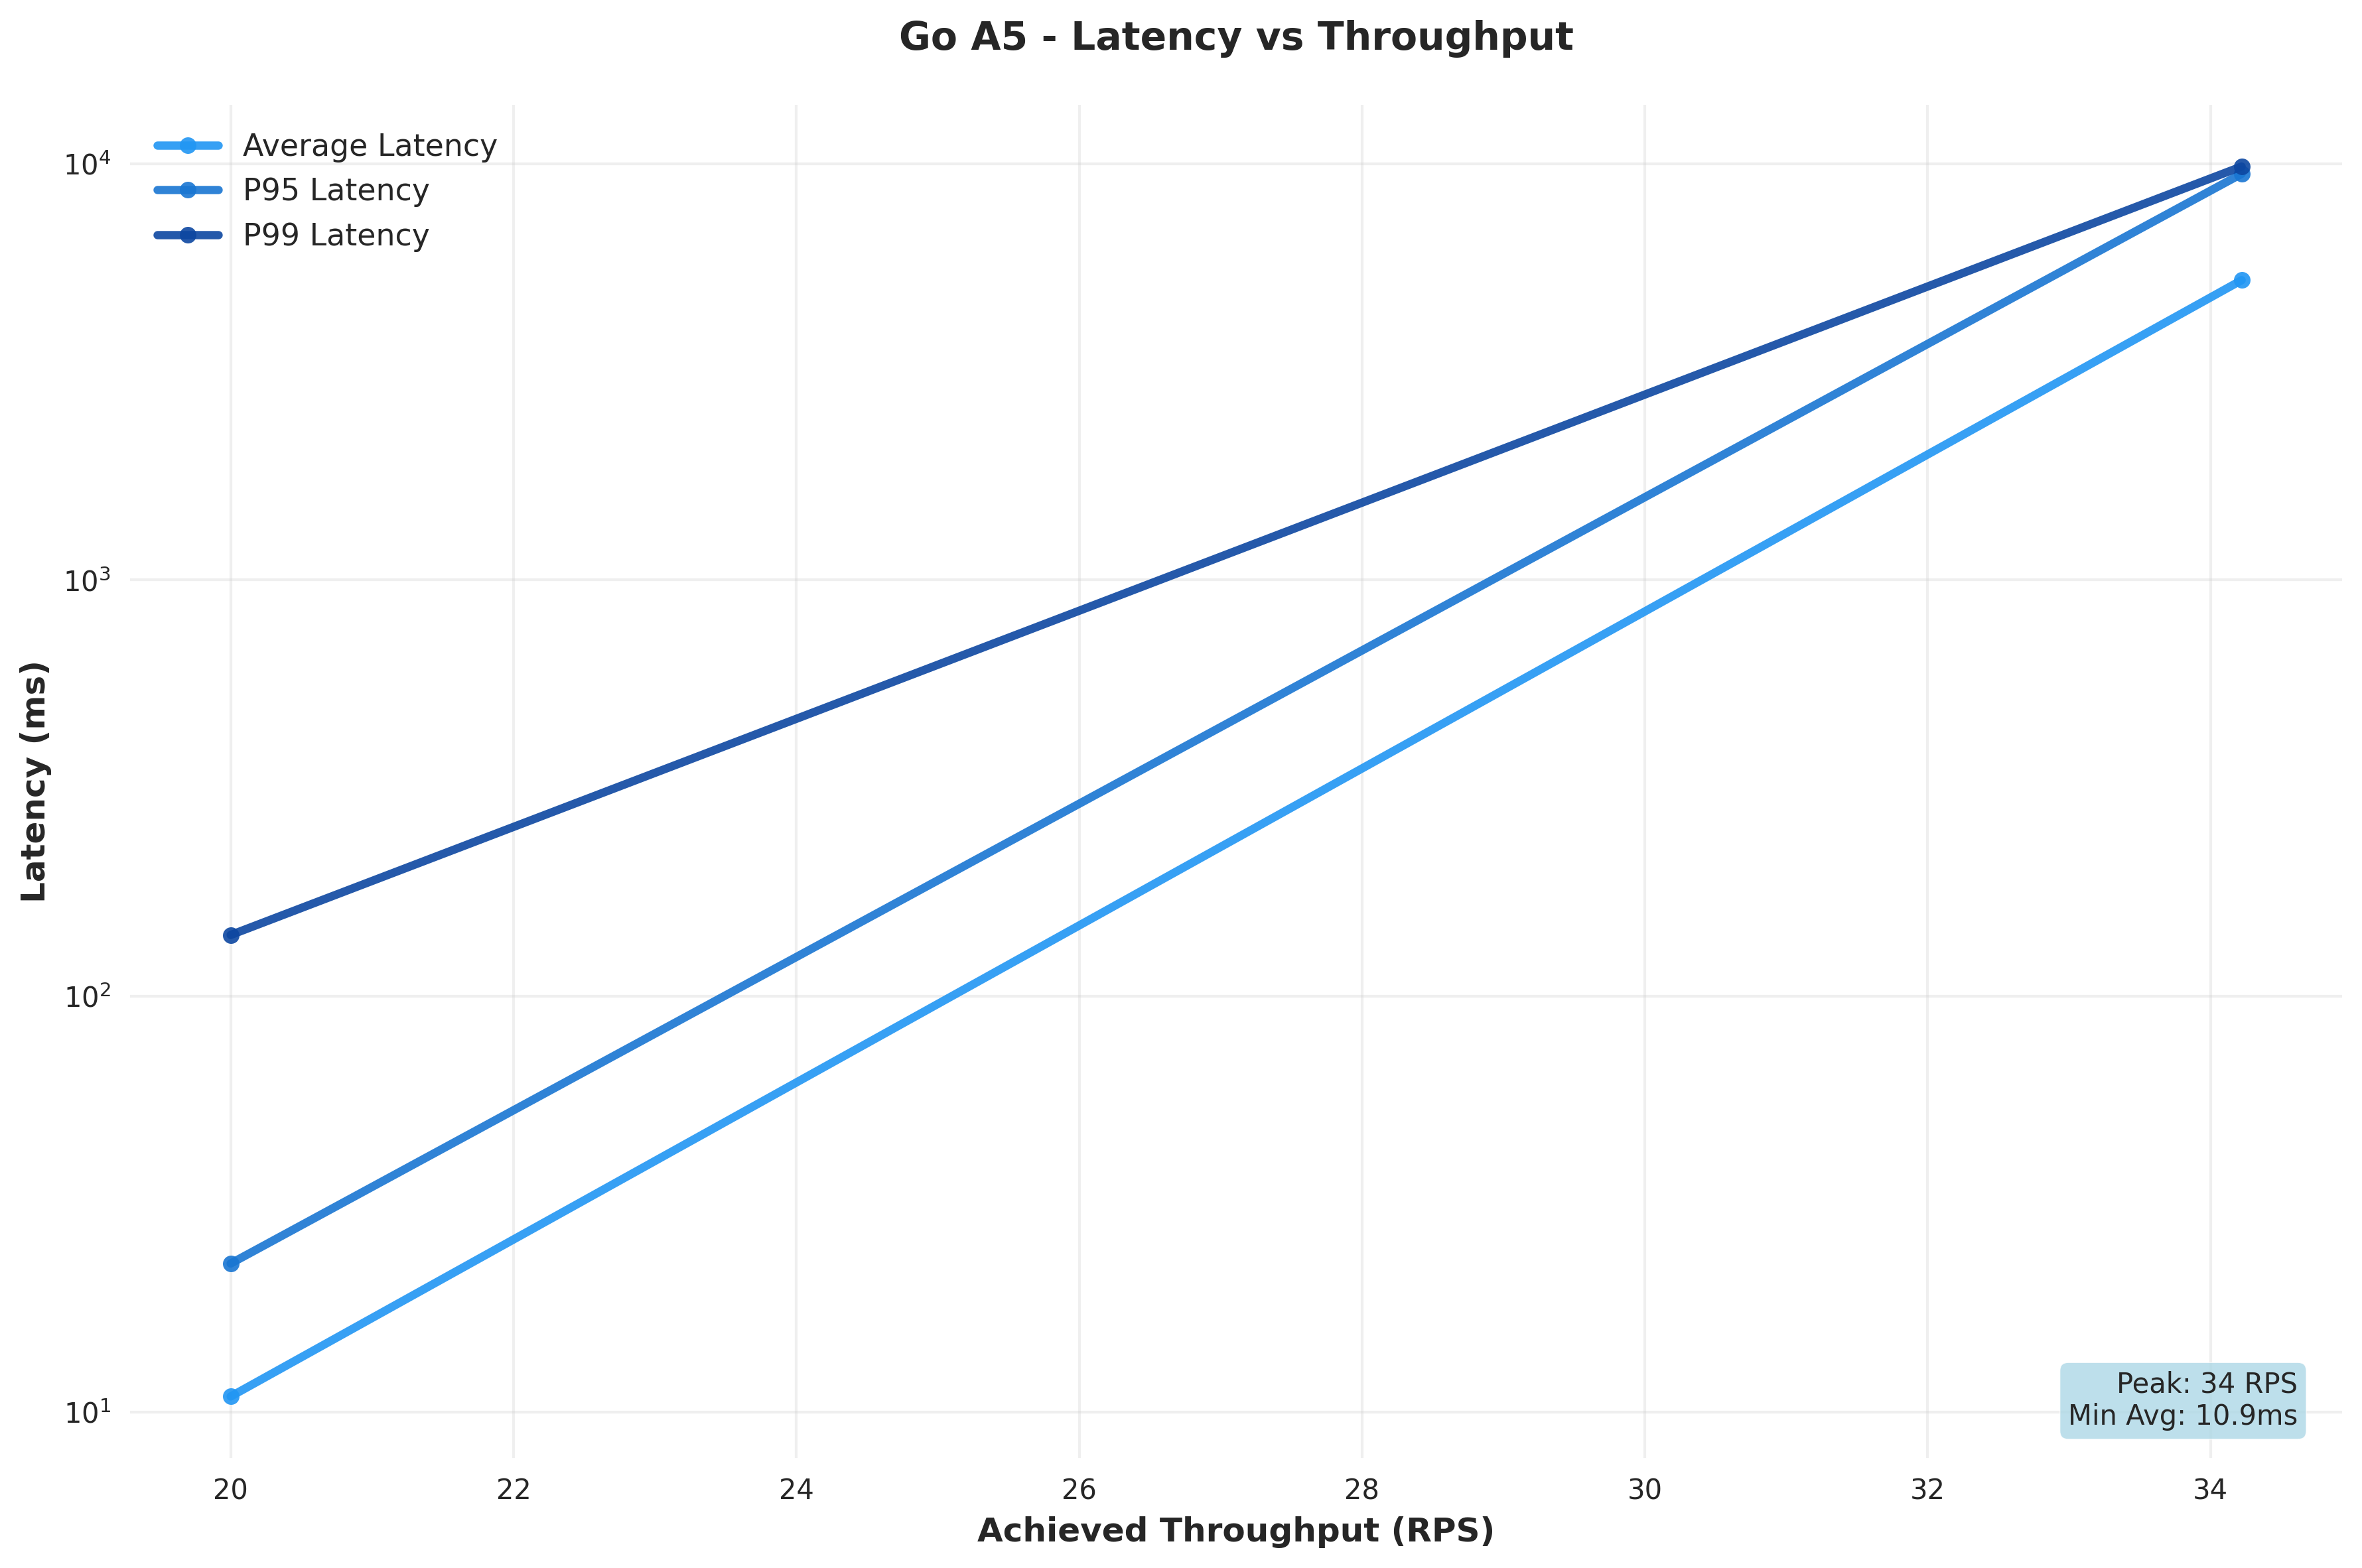 Go A5 - Latency vs Throughput
Average Latency
P95 Latency
P99 Latency
10⁴
10³
10²
10¹
Latency (ms)
Peak: 34 RPS
Min Avg: 10.9ms
20 22 24 26 28 30 32 34
Achieved Throughput (RPS)